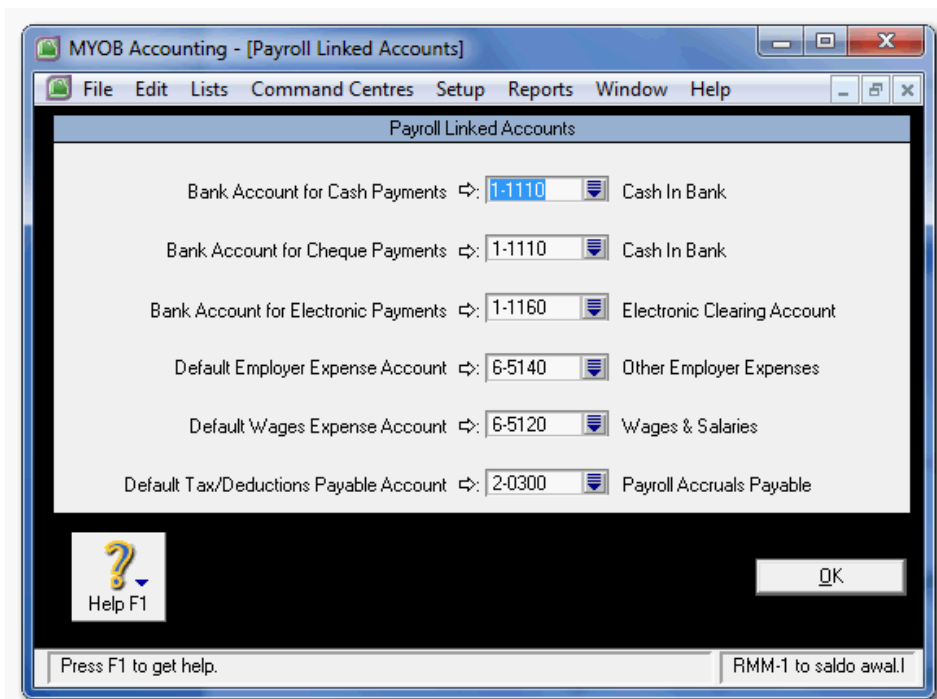 MYOB Accounting - [Payroll Linked Accounts]
File Edit Lists Command Centres Setup Reports Window Help
Payroll Linked Accounts
Bank Account for Cash Payments ⇨: 1-1110 Cash In Bank
Bank Account for Cheque Payments ⇨: 1-1110 Cash In Bank
Bank Account for Electronic Payments ⇨: 1-1160 Electronic Clearing Account
Default Employer Expense Account ⇨: 6-5140 Other Employer Expenses
Default Wages Expense Account ⇨: 6-5120 Wages & Salaries
Default Tax/Deductions Payable Account ⇨: 2-0300 Payroll Accruals Payable
Help F1
OK
Press F1 to get help. RMM-1 to saldo awal.l